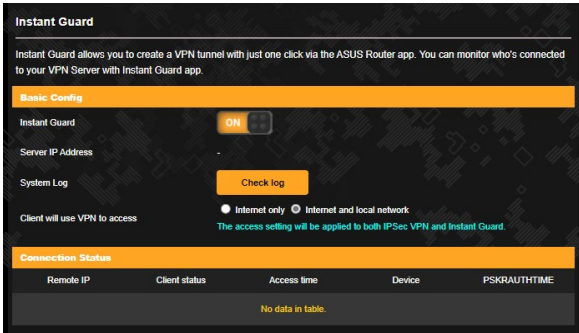 Instant Guard
Instant Guard allows you to create a VPN tunnel with just one click via the ASUS Router app. You can monitor who's connected
to your VPN Server with Instant Guard app.
Basic Config
Instant Guard
ON
Server IP Address
-
System Log
Check log
Client will use VPN to access
Internet only Internet and local network
The access setting will be applied to both IPSec VPN and Instant Guard.
Connection Status
Remote IP Client status Access time Device PSKRAUTHTIME
No data in table.